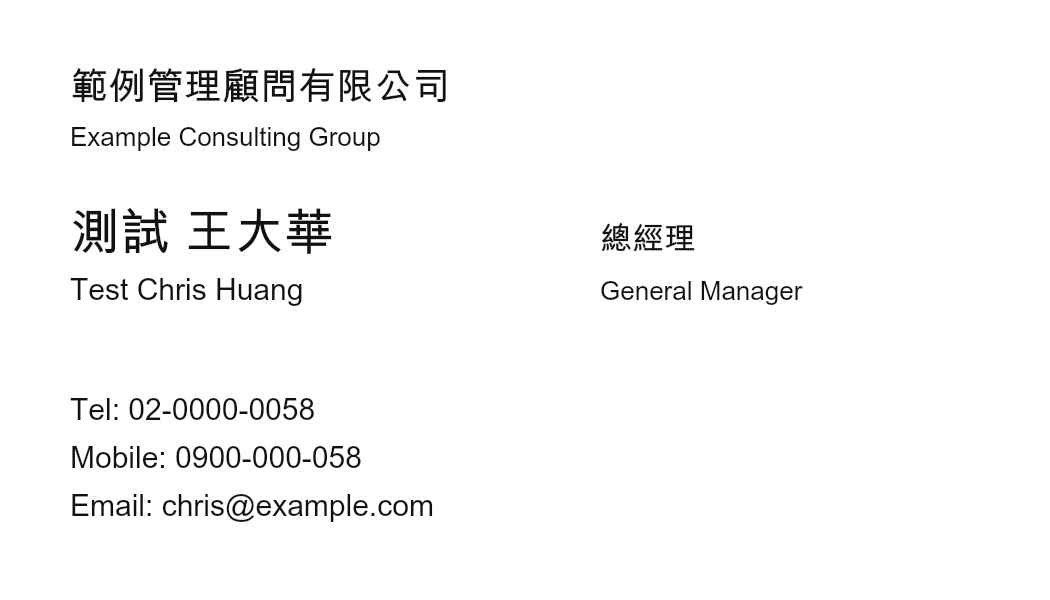 範例管理顧問有限公司
Example Consulting Group
測試 王大華
總經理
Test Chris Huang
General Manager
Tel: 02-0000-0058
Mobile: 0900-000-058
Email: chris@example.com